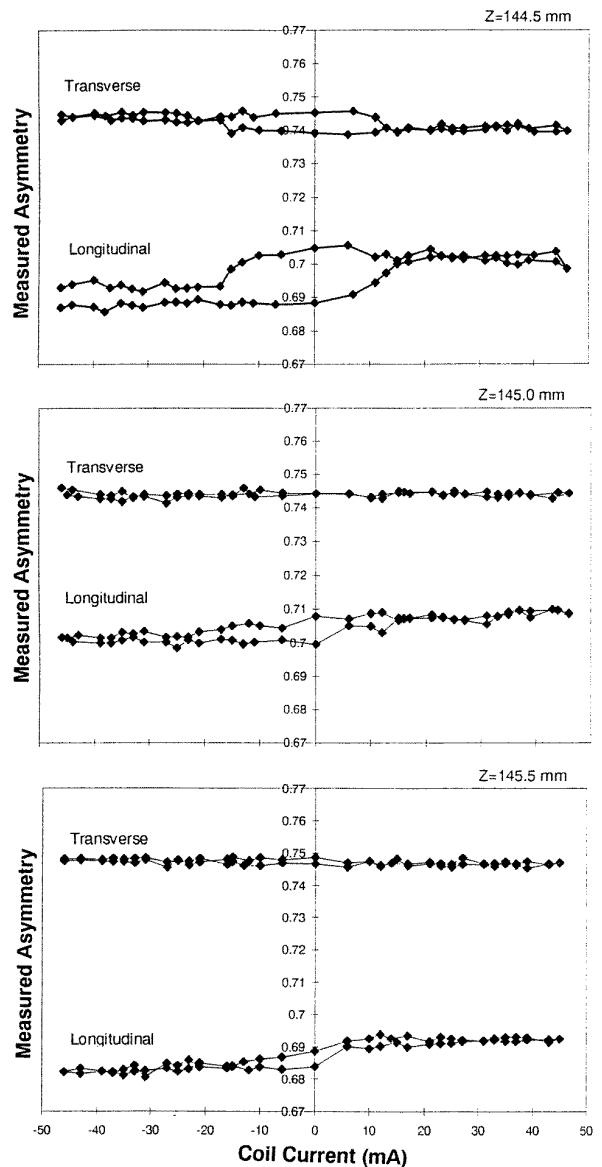 Z=144.5 mm
0.77
0.76
Transverse
0.75
0.74
0.73
0.72
Measured Asymmetry
Longitudinal
0.71
0.7
0.69
0.68
0.67
Z=145.0 mm
0.77
0.76
Transverse
0.75
0.74
0.73
0.72
Measured Asymmetry
Longitudinal
0.71
0.7
0.69
0.68
0.67
Z=145.5 mm
0.77
0.76
Transverse
0.75
0.74
0.73
0.72
Measured Asymmetry
0.71
0.7
Longitudinal
0.69
0.68
0.67
-50 -40 -30 -20 -10 0 10 20 30 40 50
Coil Current (mA)